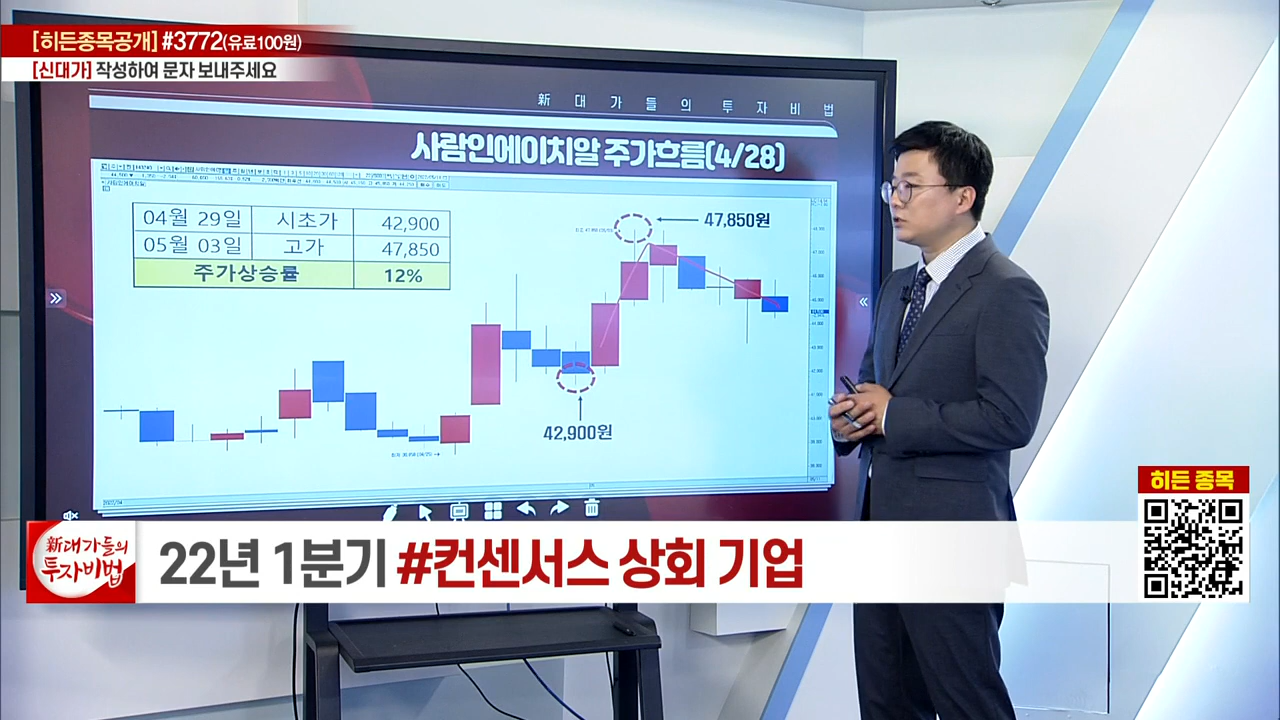 [히든종목공개] #3772(유료100원)
[신대가] 작성하여 문자 보내주세요
新 대 가 들 의 투 자 비 법
사람인에이치알 주가흐름(4/28)
04월 29일 시초가 42,900
05월 03일 고가 47,850
주가상승률 12%
47,850원
42,900원
히든 종목
新대가들의
투자비법
22년 1분기 #컨센서스 상회 기업